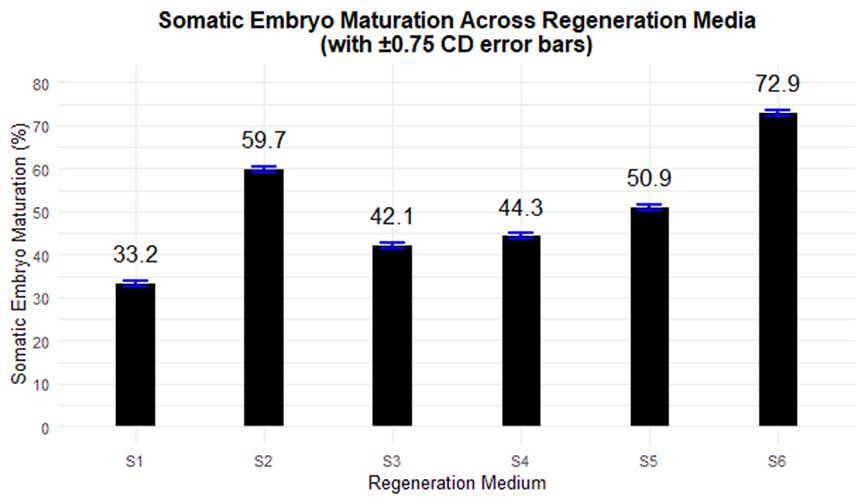 Somatic Embryo Maturation Across Regeneration Media
(with ±0.75 CD error bars)
Somatic Embryo Maturation (%)
80
70
60
50
40
30
20
10
0
33.2
59.7
42.1
44.3
50.9
72.9
S1
S2
S3
S4
S5
S6
Regeneration Medium